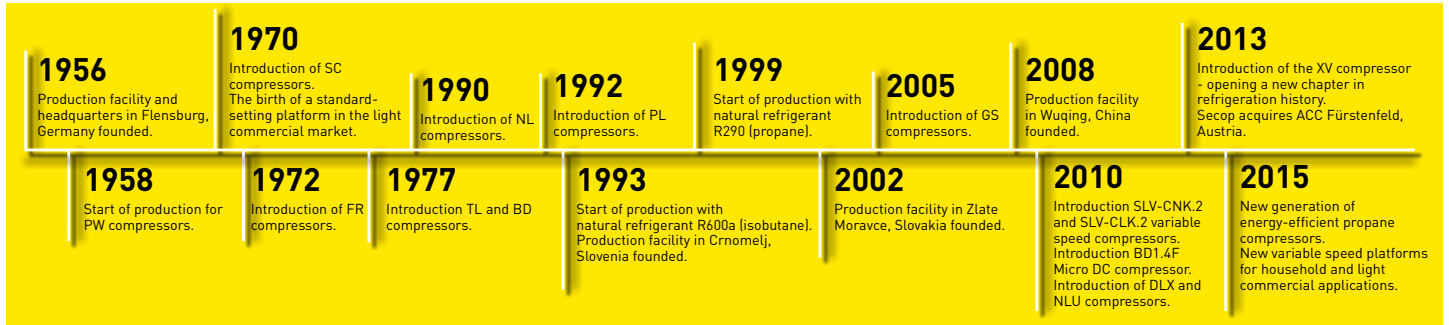 1956
Production facility and
headquarters in Flensburg,
Germany founded.
1958
Start of production for
PW compressors.
1970
Introduction of SC
compressors.
The birth of a standard-
setting platform in the light
commercial market.
1972
Introduction of FR
compressors.
1977
Introduction TL and BD
compressors.
1990
Introduction of NL
compressors.
1992
Introduction of PL
compressors.
1993
Start of production with
natural refrigerant R600a (isobutane).
Production facility in Crnomelj,
Slovenia founded.
1999
Start of production with
natural refrigerant
R290 (propane).
2002
Production facility in Zlate
Moravce, Slovakia founded.
2005
Introduction of GS
compressors.
2008
Production facility
in Wuqing, China
founded.
2010
Introduction SLV-CNK.2
and SLV-CLK.2 variable
speed compressors.
Introduction BD1.4F
Micro DC compressor.
Introduction of DLX and
NLU compressors.
2013
Introduction of the XV compressor
- opening a new chapter in
refrigeration history.
Secop acquires ACC Fürstenfeld,
Austria.
2015
New generation of
energy-efficient propane
compressors.
New variable speed platforms
for household and light
commercial applications.